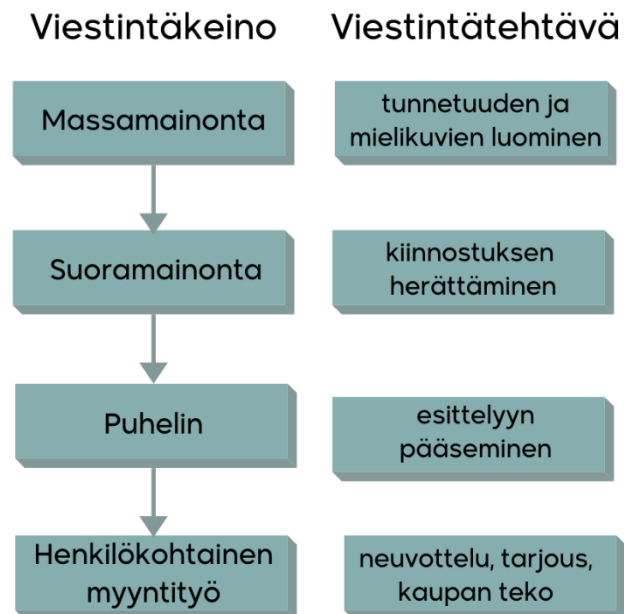 Viestintäkeino
Viestintätehtävä
Massamainonta
tunnetuuden ja
mielikuvien luominen
Suoramainonta
kiinnostuksen
herättäminen
Puhelin
esittelyyn
pääseminen
Henkilökohtainen
myyntityö
neuvottelu, tarjous,
kaupan teko